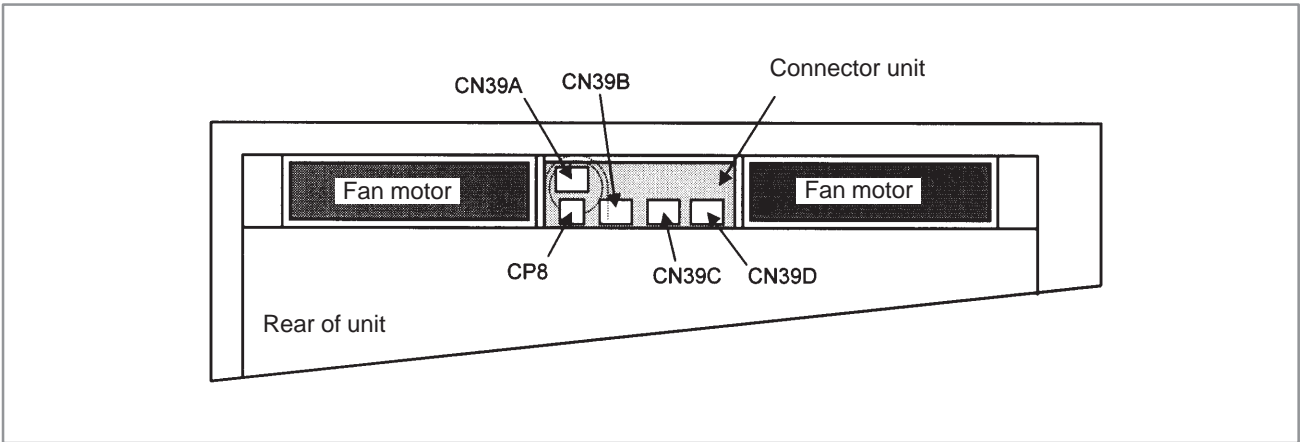 Connector unit
CN39A
CN39B
Fan motor
Fan motor
CP8
CN39C
CN39D
Rear of unit